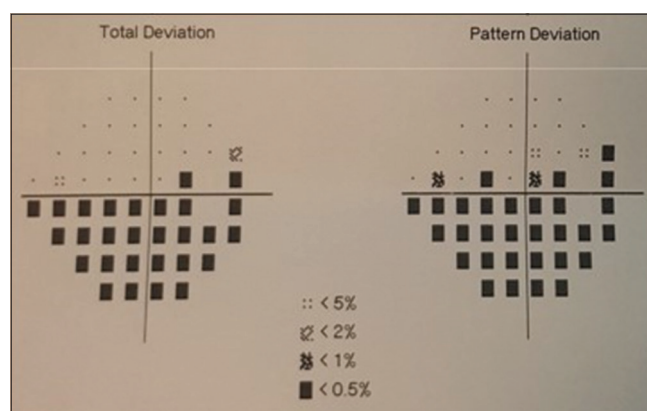 Total Deviation
Pattern Deviation
< 5%
< 2%
< 1%
< 0.5%